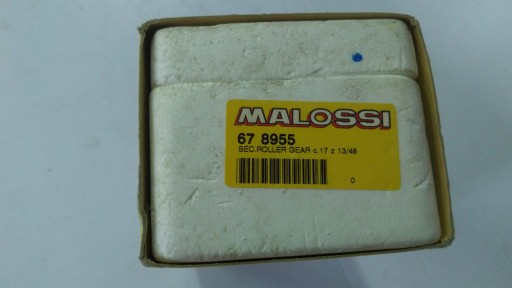 MALOSSI
67 8955
SEC.ROLLER GEAR c.17 z 13/48
0